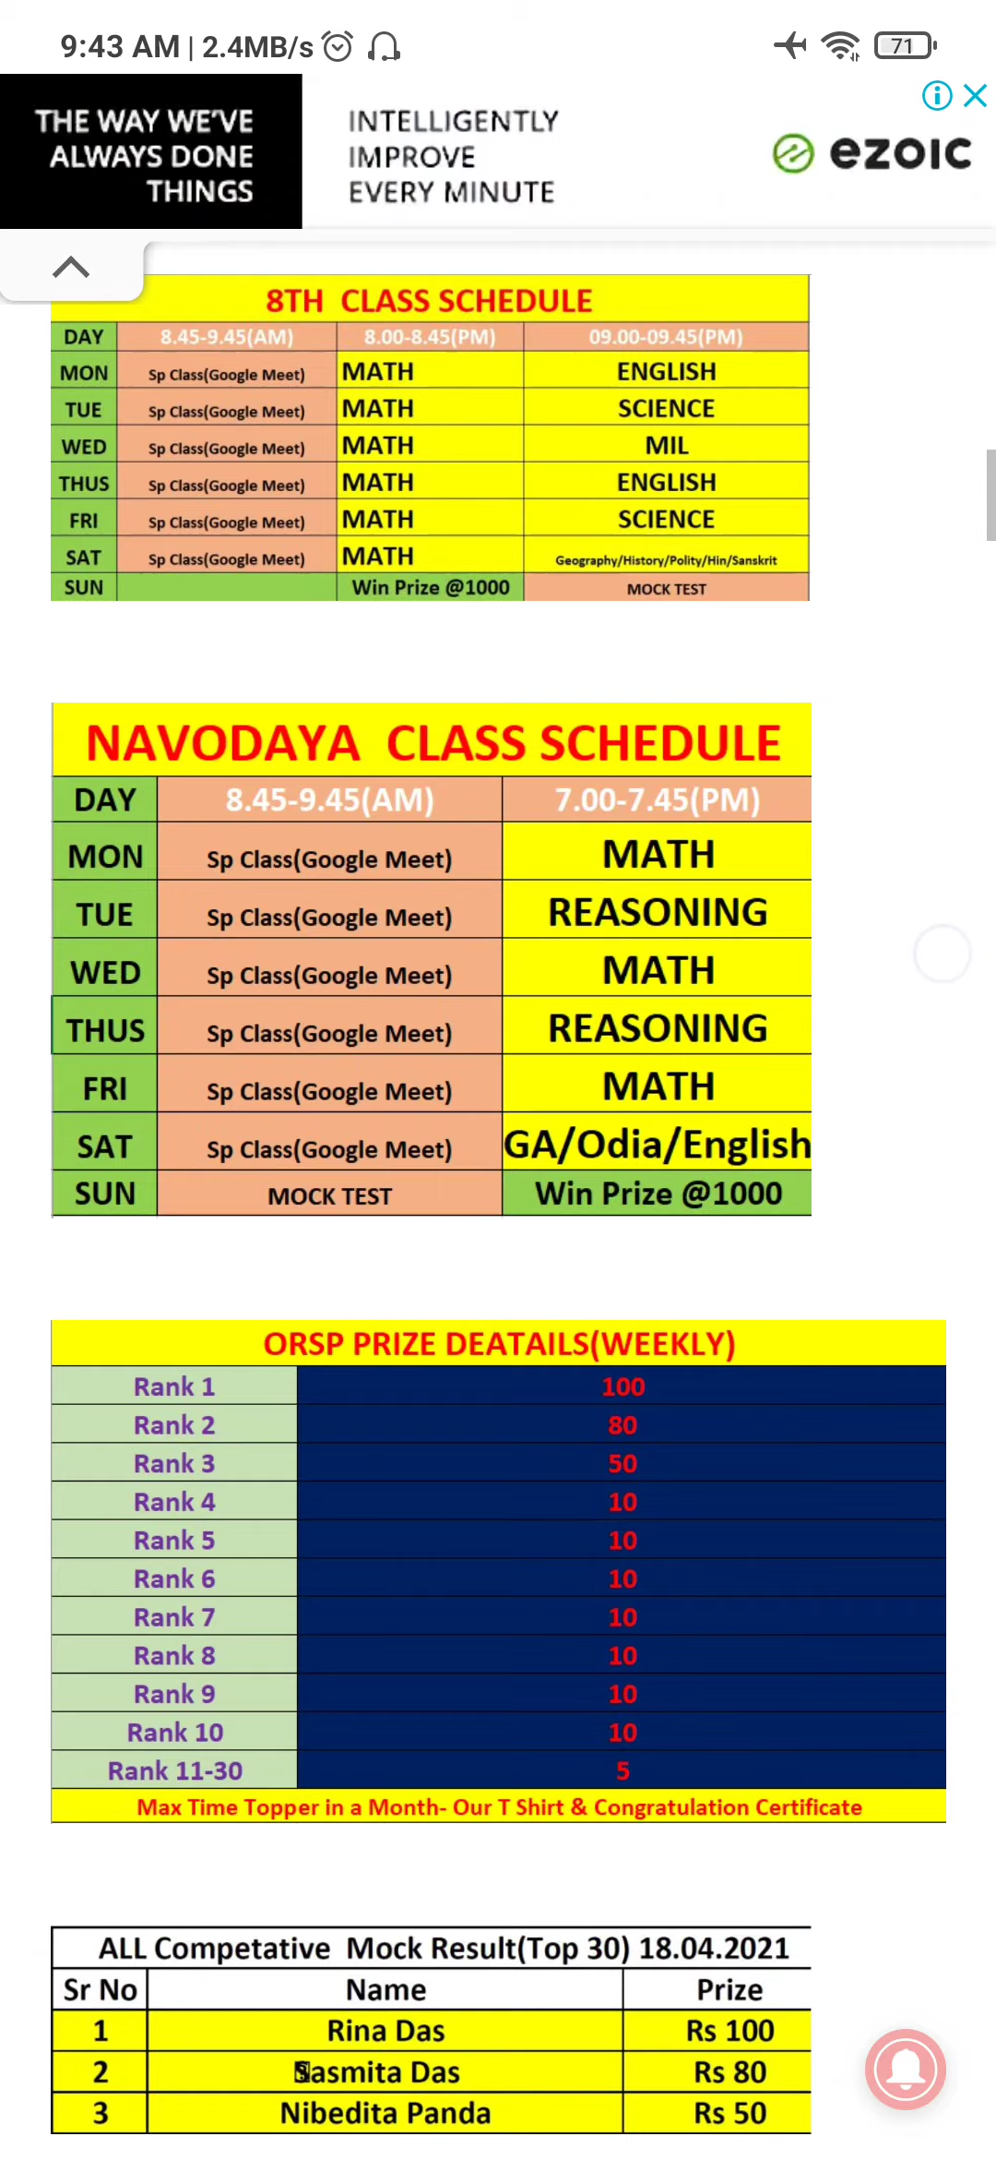 9:43 AM | 2.4MB/s 71
THE WAY WE'VE
ALWAYS DONE
THINGS
INTELLIGENTLY
IMPROVE
EVERY MINUTE
ezoic
8TH CLASS SCHEDULE
DAY 8.45-9.45(AM) 8.00-8.45(PM) 09.00-09.45(PM)
MON Sp Class(Google Meet) MATH ENGLISH
TUE Sp Class(Google Meet) MATH SCIENCE
WED Sp Class(Google Meet) MATH MIL
THUS Sp Class(Google Meet) MATH ENGLISH
FRI Sp Class(Google Meet) MATH SCIENCE
SAT Sp Class(Google Meet) MATH Geography/History/Polity/Hin/Sanskrit
SUN Win Prize @1000 MOCK TEST
NAVODAYA CLASS SCHEDULE
DAY 8.45-9.45(AM) 7.00-7.45(PM)
MON Sp Class(Google Meet) MATH
TUE Sp Class(Google Meet) REASONING
WED Sp Class(Google Meet) MATH
THUS Sp Class(Google Meet) REASONING
FRI Sp Class(Google Meet) MATH
SAT Sp Class(Google Meet) GA/Odia/English
SUN MOCK TEST Win Prize @1000
ORSP PRIZE DEATAILS(WEEKLY)
Rank 1 100
Rank 2 80
Rank 3 50
Rank 4 10
Rank 5 10
Rank 6 10
Rank 7 10
Rank 8 10
Rank 9 10
Rank 10 10
Rank 11-30 5
Max Time Topper in a Month- Our T Shirt & Congratulation Certificate
ALL Competative Mock Result(Top 30) 18.04.2021
Sr No Name Prize
1 Rina Das Rs 100
2 Sasmita Das Rs 80
3 Nibedita Panda Rs 50